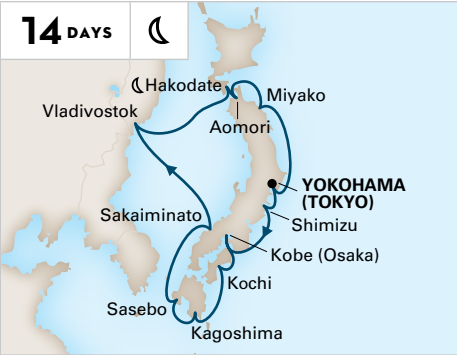 14 DAYS
Hakodate
Miyako
Vladivostok
Aomori
YOKOHAMA
(TOKYO)
Sakaiminato
Shimizu
Kobe (Osaka)
Kochi
Sasebo
Kagoshima